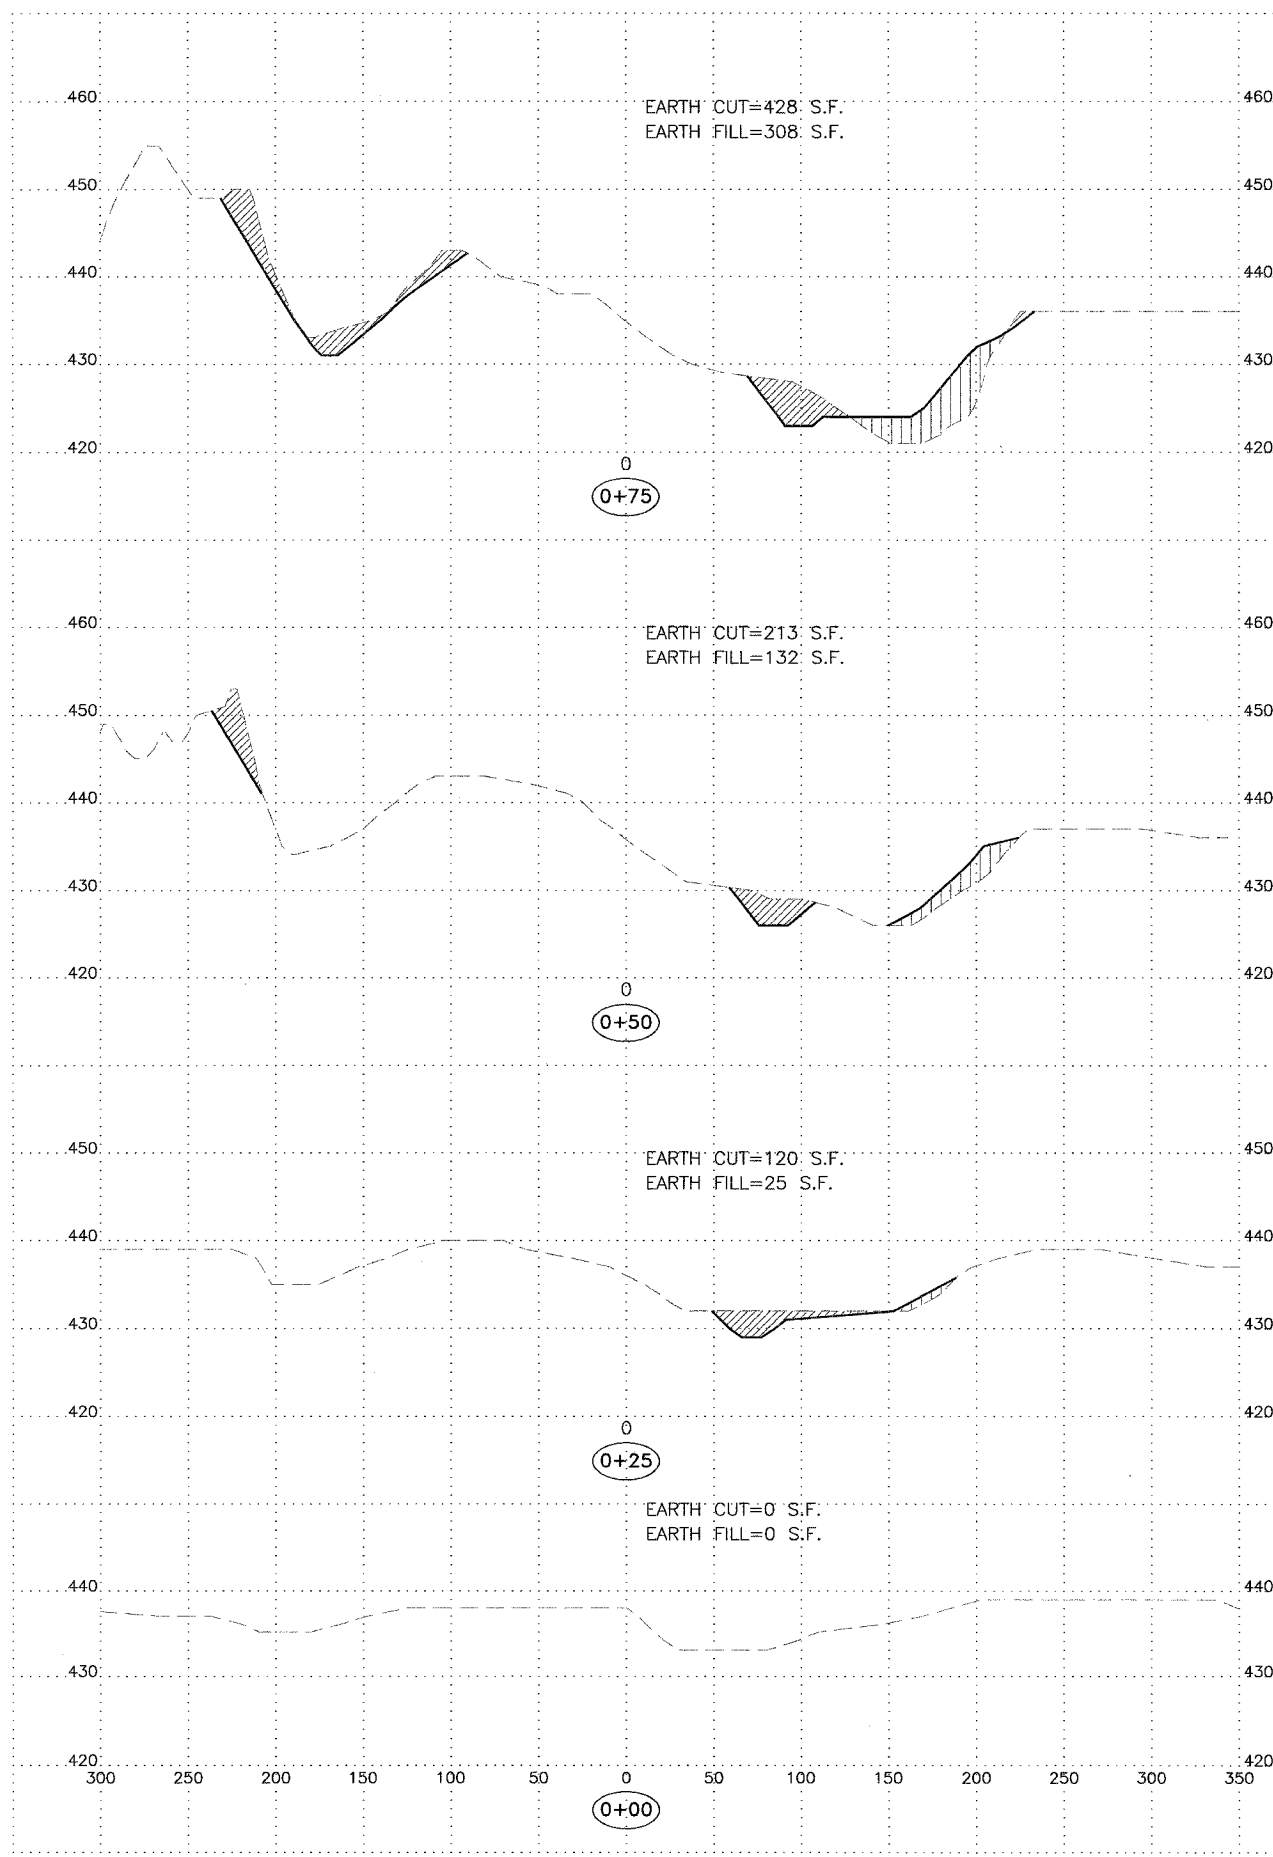 460 460
EARTH CUT=428 S.F.
EARTH FILL=308 S.F.
450 450
440 440
430 430
420 420
0
0+75
460 460
EARTH CUT=213 S.F.
EARTH FILL=132 S.F.
450 450
440 440
430 430
420 420
0
0+50
450 450
EARTH CUT=120 S.F.
EARTH FILL=25 S.F.
440 440
430 430
420 420
0
0+25
EARTH CUT=0 S.F.
EARTH FILL=0 S.F.
440 440
430 430
420 420
300 250 200 150 100 50 0 50 100 150 200 250 300 350
0+00